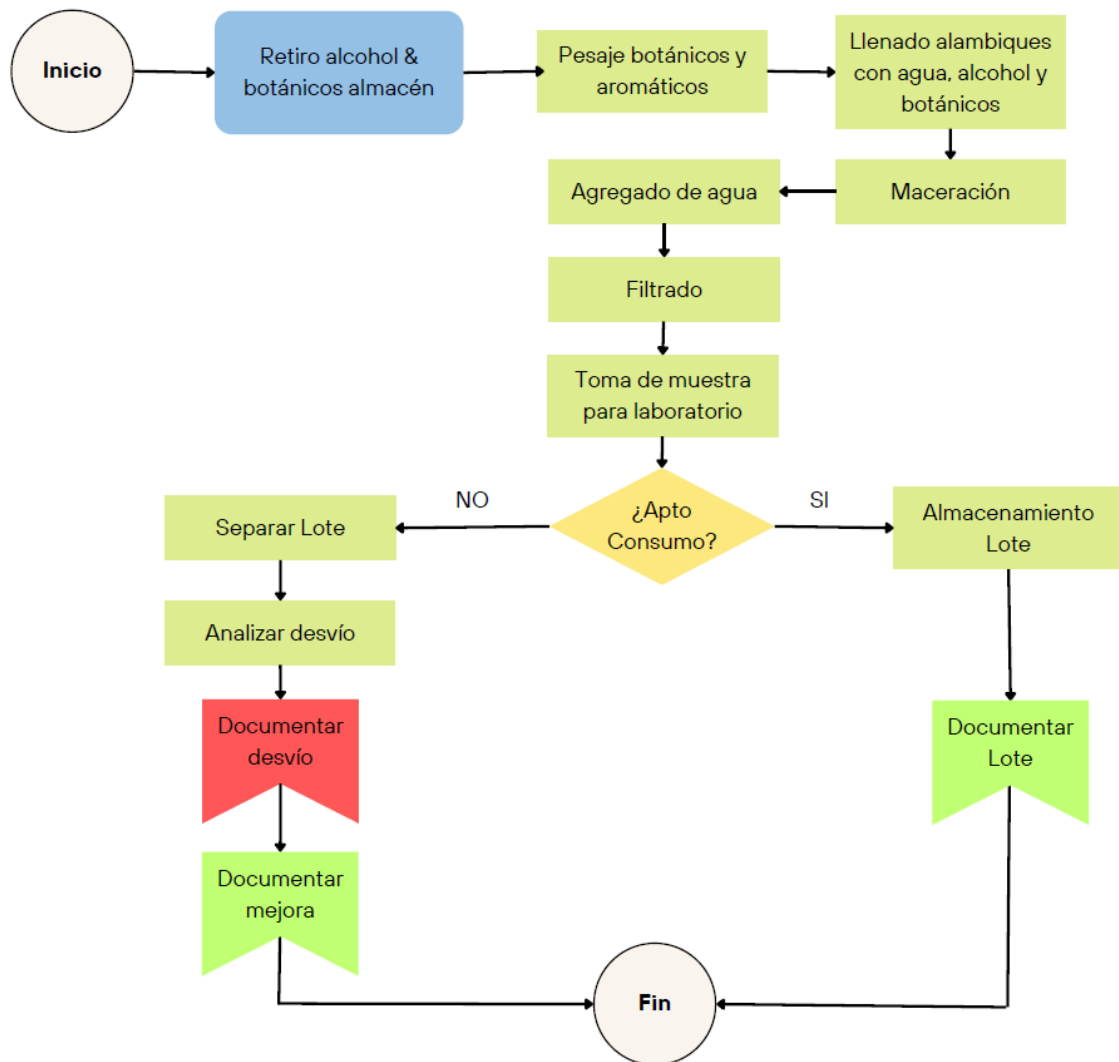 Inicio
Retiro alcohol &
botánicos almacén
Pesaje botánicos y
aromáticos
Llenado alambiques
con agua, alcohol y
botánicos
Maceración
Agregado de agua
Filtrado
Toma de muestra
para laboratorio
¿Apto
Consumo?
NO
SI
Separar Lote
Analizar desvío
Documentar
desvío
Documentar
mejora
Almacenamiento
Lote
Documentar
Lote
Fin